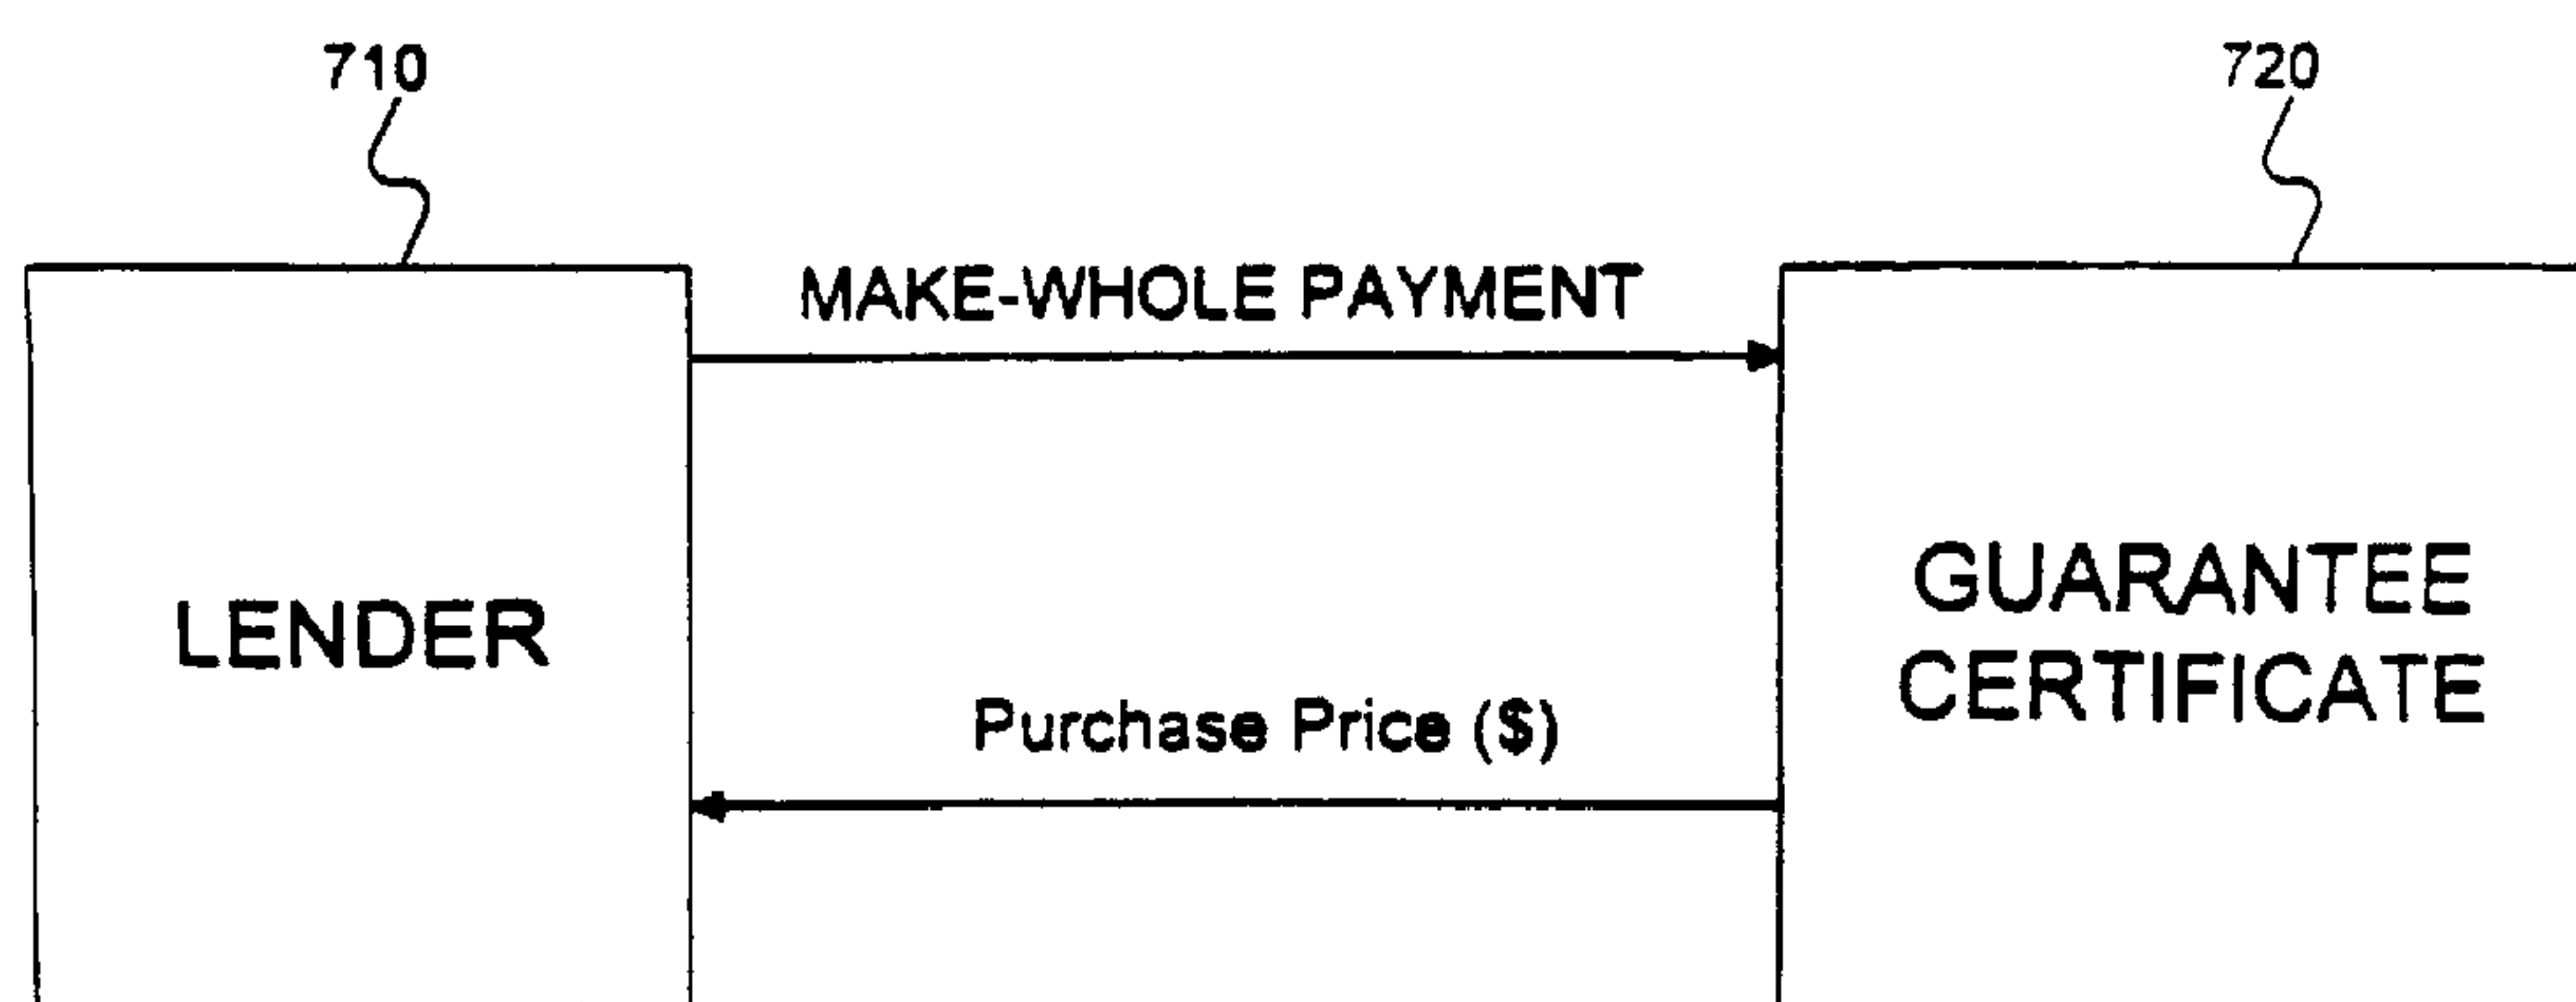 710
720
MAKE-WHOLE PAYMENT
LENDER
GUARANTEE
CERTIFICATE
Purchase Price ($)